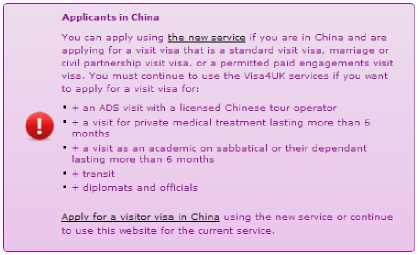 Applicants in China
You can apply using the new service if you are in China and are
applying for a visit visa that is a standard visit visa, marriage or
civil partnership visit visa, or a permitted paid engagements visit
visa. You must continue to use the Visa4UK services if you want
to apply for a visit visa for:
▪ + an ADS visit with a licensed Chinese tour operator
▪ + a visit for private medical treatment lasting more than 6
months
▪ + a visit as an academic on sabbatical or their dependant
lasting more than 6 months
▪ + transit
▪ + diplomats and officials
Apply for a visitor visa in China using the new service or continue
to use this website for the current service.